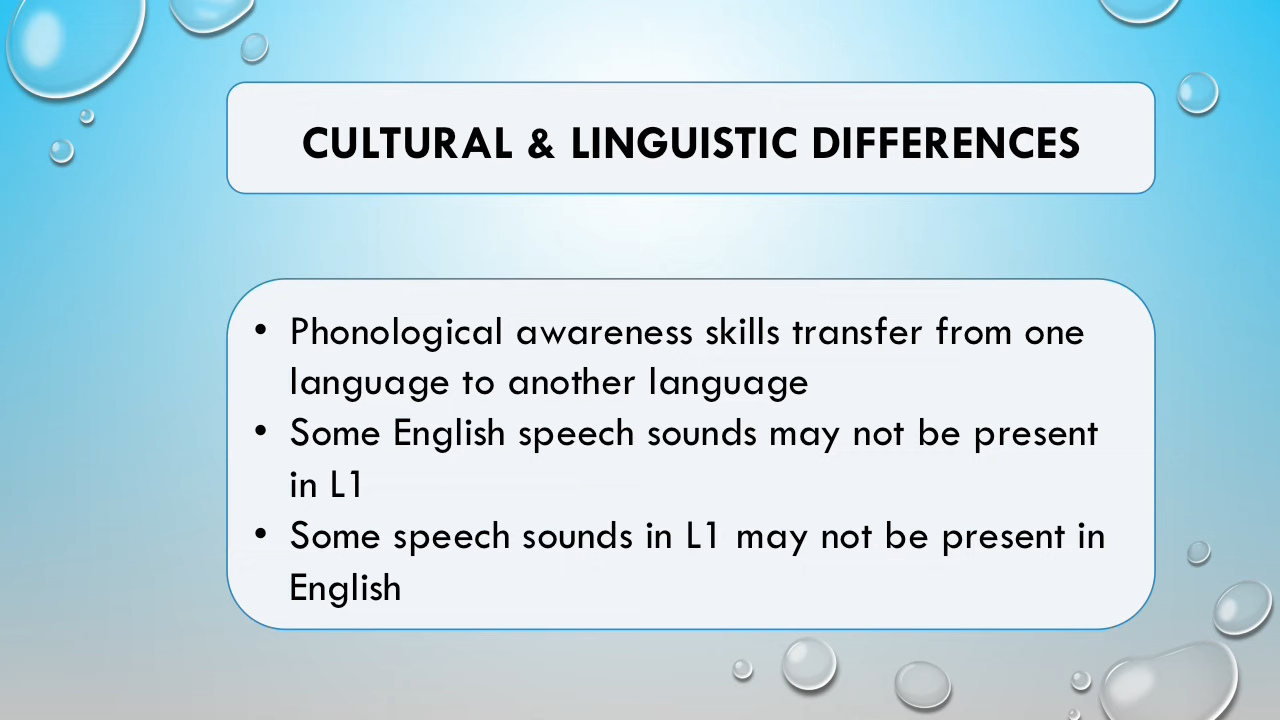 CULTURAL & LINGUISTIC DIFFERENCES
• Phonological awareness skills transfer from one
language to another language
• Some English speech sounds may not be present
in L1
• Some speech sounds in L1 may not be present in
English